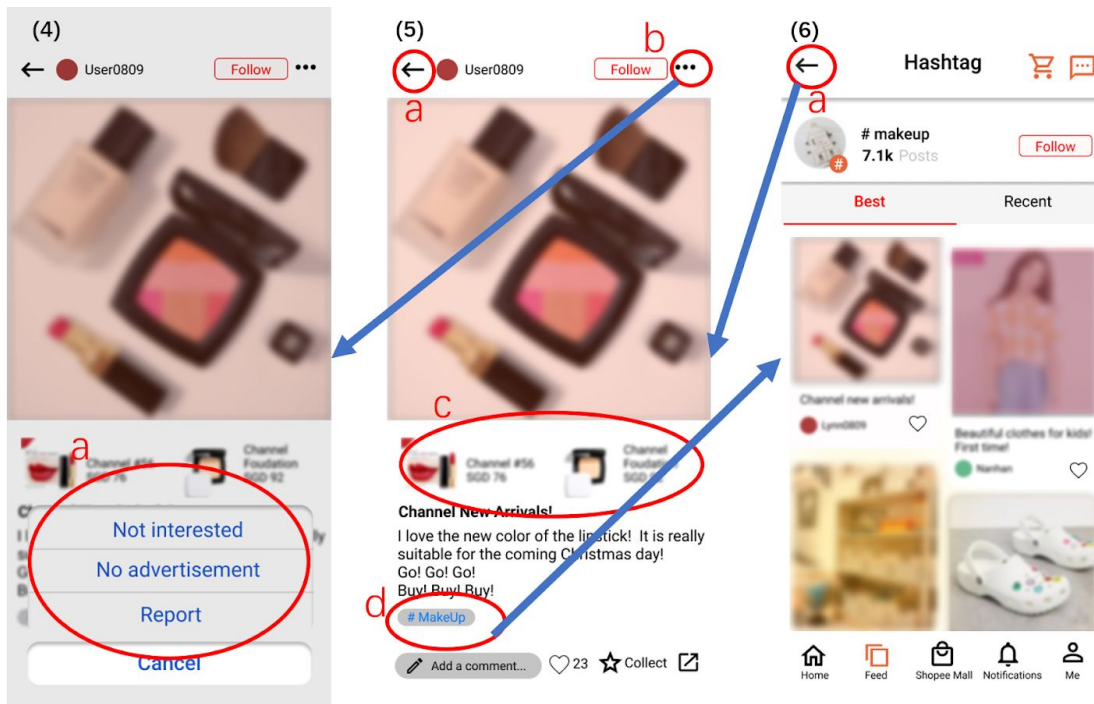 (4)
User0809
Follow
a
Channel #56
SGD 76
Channel
Foudation
SGD 92
Not interested
No advertisement
Report
Cancel
(5)
b
User0809
Follow
a
c
Channel #56
SGD 76
Channel
Foudation
SGD
Channel New Arrivals!
I love the new color of the lipstick! It is really
suitable for the coming Christmas day!
Go! Go! Go!
Buy! Buy! Buy!
d
# MakeUp
Add a comment...
23
Collect
(6)
Hashtag
a
# makeup
7.1k Posts
#
Follow
Best
Recent
Channel new arrivals!
Lynn0809
Beautiful clothes for kids!
First time!
Nanhan
Home
Feed
Shopee Mall
Notifications
Me